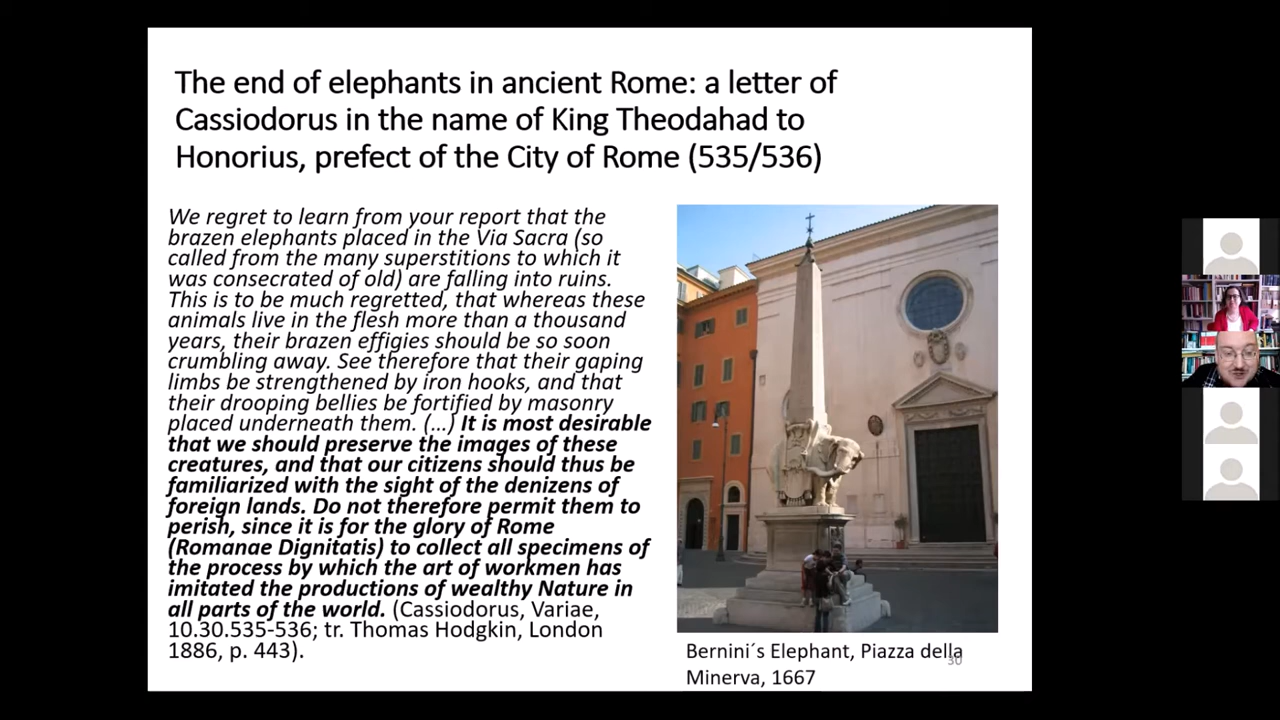 The end of elephants in ancient Rome: a letter of
Cassiodorus in the name of King Theodahad to
Honorius, prefect of the City of Rome (535/536)
We regret to learn from your report that the
brazen elephants placed in the Via Sacra (so
called from the many superstitions to which it
was consecrated of old) are falling into ruins.
This is to be much regretted, that whereas these
animals live in the flesh more than a thousand
years, their brazen effigies should be so soon
crumbling away. See therefore that their gaping
limbs be strengthened by iron hooks, and that
their drooping bellies be fortified by masonry
placed underneath them. (…) It is most desirable
that we should preserve the images of these
creatures, and that our citizens should thus be
familiarized with the sight of the denizens of
foreign lands. Do not therefore permit them to
perish, since it is for the glory of Rome
(Romanae Dignitatis) to collect all specimens of
the process by which the art of workmen has
imitated the productions of wealthy Nature in
all parts of the world. (Cassiodorus, Variae,
10.30.535-536; tr. Thomas Hodgkin, London
1886, p. 443).
Bernini´s Elephant, Piazza della
Minerva, 1667
30